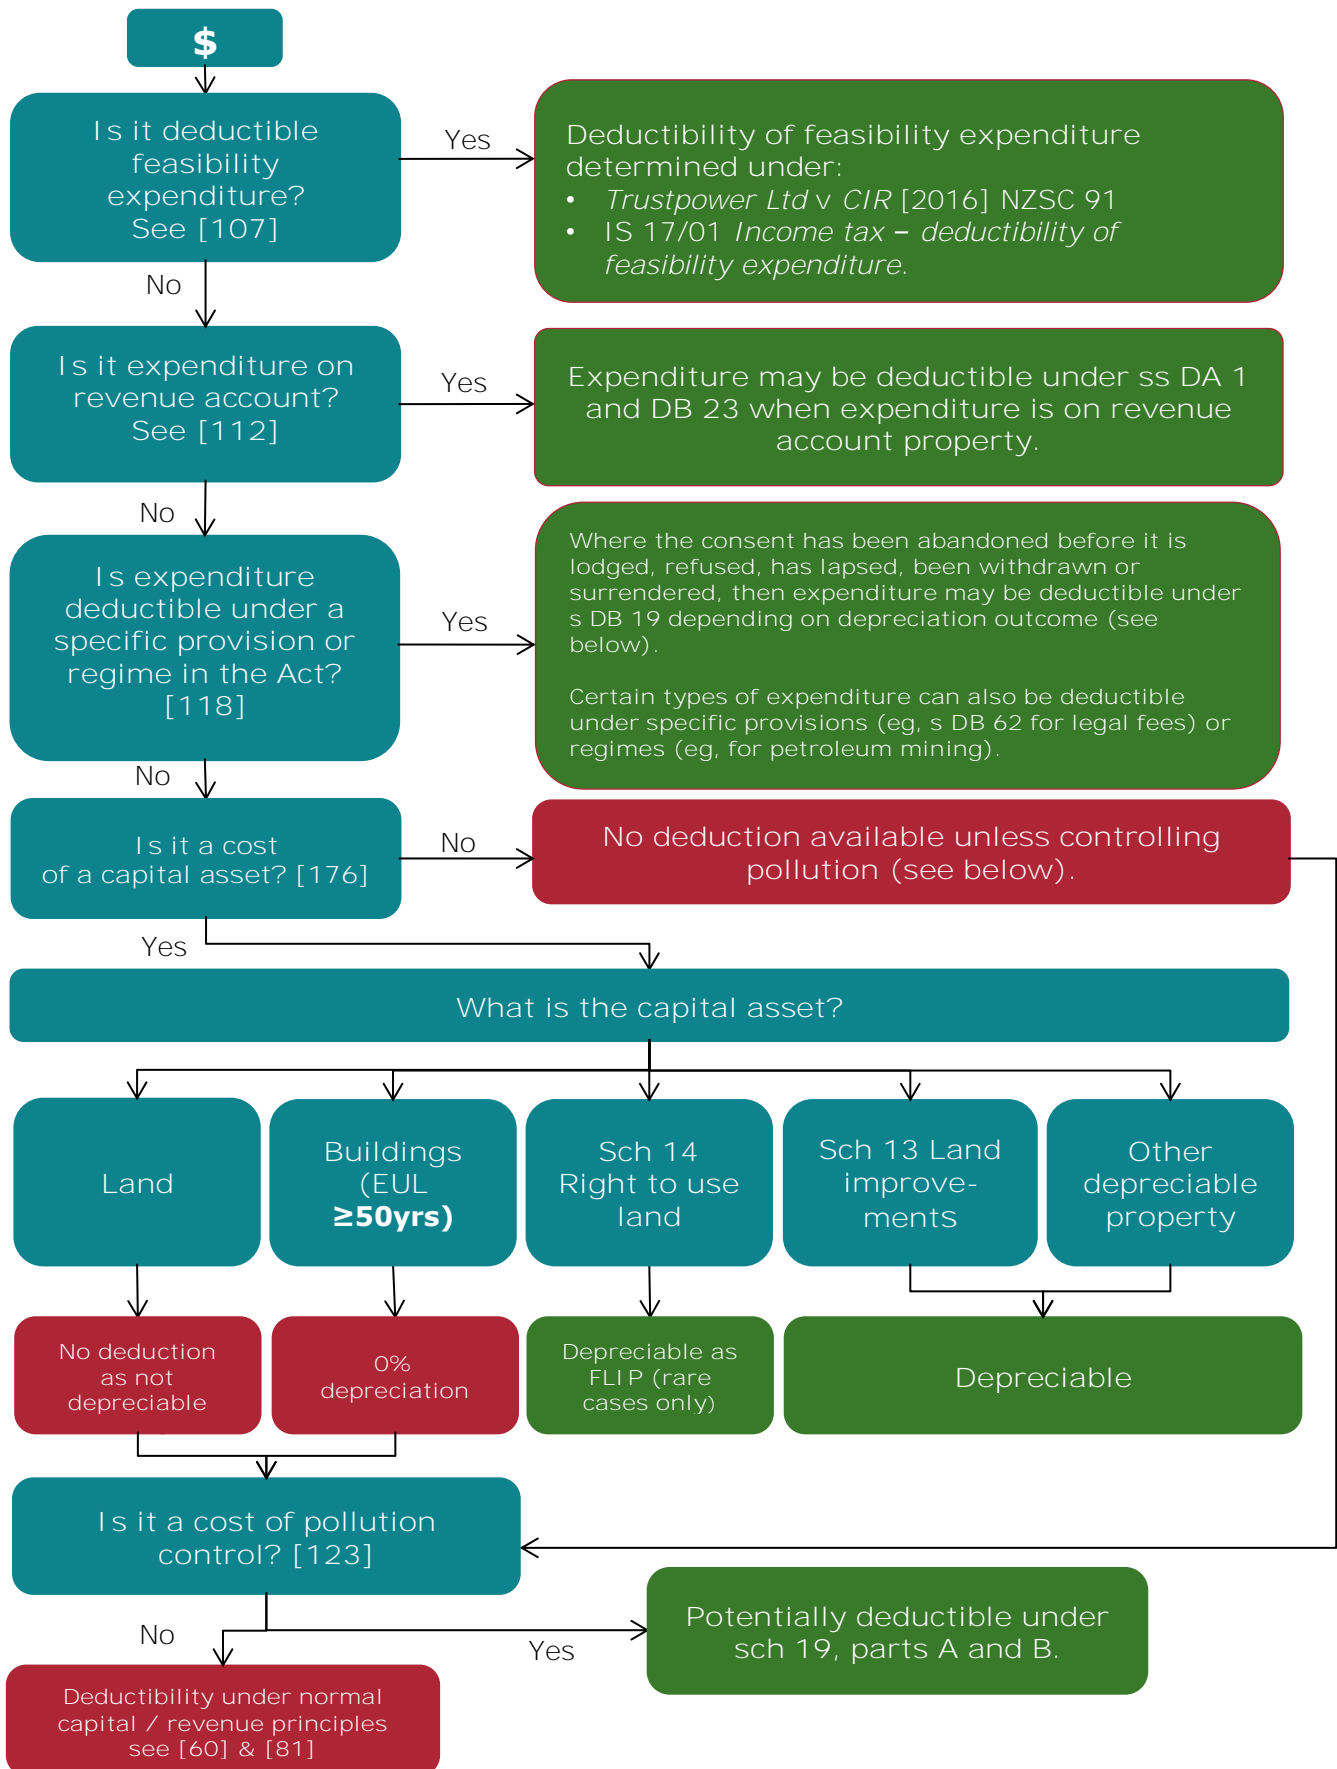 $
Is it deductible
feasibility
expenditure?
See [107]
Yes
Deductibility of feasibility expenditure
determined under:
• Trustpower Ltd v CIR [2016] NZSC 91
• IS 17/01 Income tax – deductibility of
feasibility expenditure.
No
Is it expenditure on
revenue account?
See [112]
Yes
Expenditure may be deductible under ss DA 1
and DB 23 when expenditure is on revenue
account property.
No
Is expenditure
deductible under a
specific provision or
regime in the Act?
[118]
Yes
Where the consent has been abandoned before it is
lodged, refused, has lapsed, been withdrawn or
surrendered, then expenditure may be deductible under
s DB 19 depending on depreciation outcome (see
below).
Certain types of expenditure can also be deductible
under specific provisions (eg, s DB 62 for legal fees) or
regimes (eg, for petroleum mining).
No
Is it a cost
of a capital asset? [176]
No
No deduction available unless controlling
pollution (see below).
Yes
What is the capital asset?
Land
Buildings
(EUL
≥50yrs)
Sch 14
Right to use
land
Sch 13 Land
improve-
ments
Other
depreciable
property
No deduction
as not
depreciable
0%
depreciation
Depreciable as
FLIP (rare
cases only)
Depreciable
Is it a cost of pollution
control? [123]
No
Yes
Potentially deductible under
sch 19, parts A and B.
Deductibility under normal
capital / revenue principles
see [60] & [81]